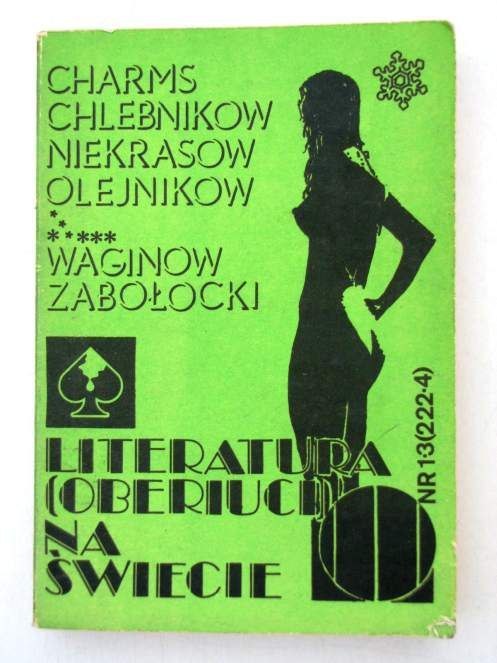 CHARMS
CHLEBNIKOW
NIEKRASOW
OLEJNIKOW
WAGINOW
ZABOŁOCKI
LITERATURA
(OBERIUCI)
NA
ŚWIECIE
NR 1-3(222-4)